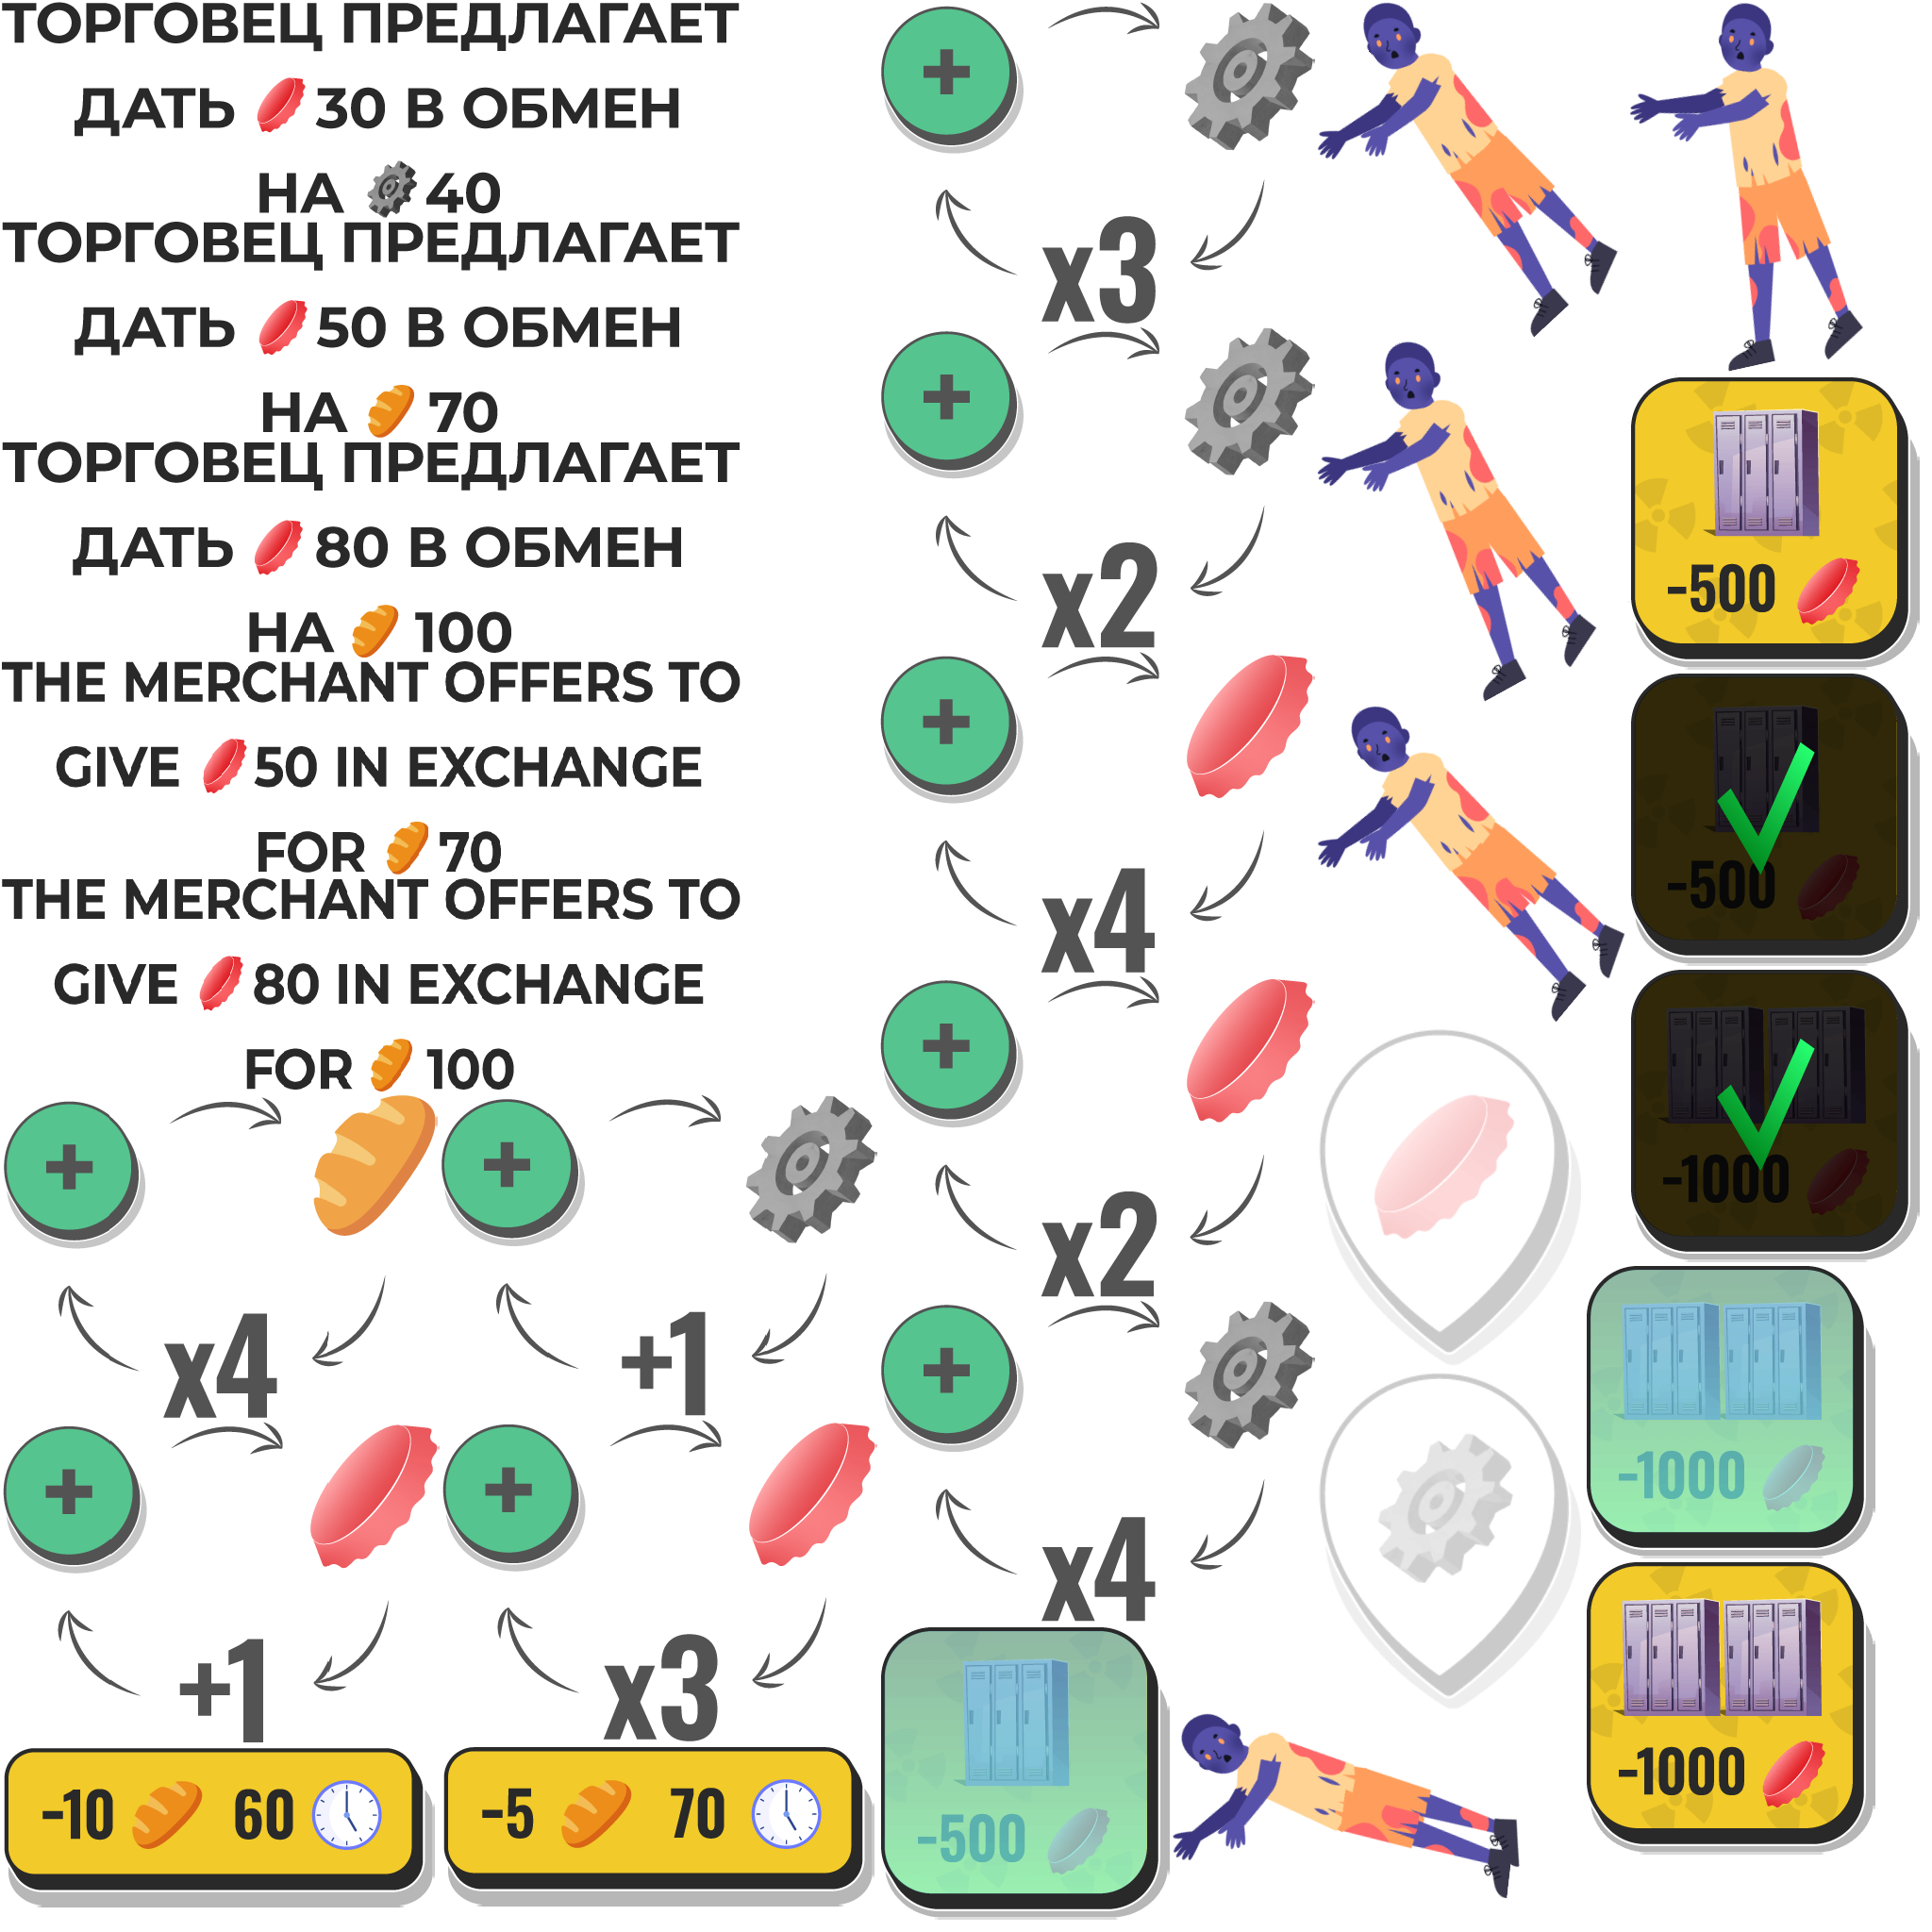 ТОРГОВЕЦ ПРЕДЛАГАЕТ
ДАТЬ 30 В ОБМЕН
НА 40
ТОРГОВЕЦ ПРЕДЛАГАЕТ
ДАТЬ 50 В ОБМЕН
НА 70
ТОРГОВЕЦ ПРЕДЛАГАЕТ
ДАТЬ 80 В ОБМЕН
НА 100
THE MERCHANT OFFERS TO
GIVE 50 IN EXCHANGE
FOR 70
THE MERCHANT OFFERS TO
GIVE 80 IN EXCHANGE
FOR 100
+
x4
+
+1
+
+1
+
x3
-10 60
-5 70
+
x3
+
x2
+
x4
+
x2
+
x4
-500
-500
-500
-1000
-1000
-1000